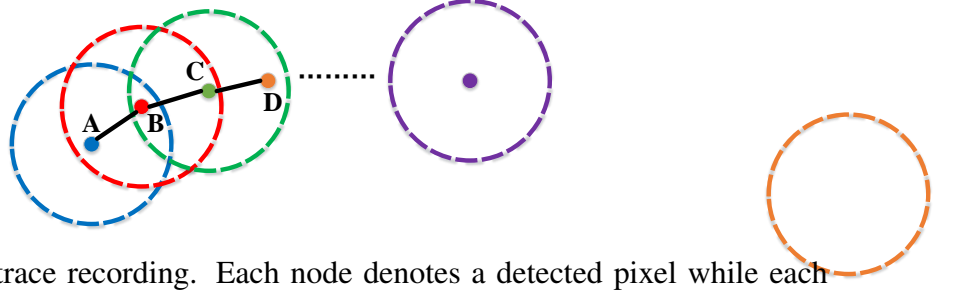 C
D
A
B
trace recording. Each node denotes a detected pixel while each